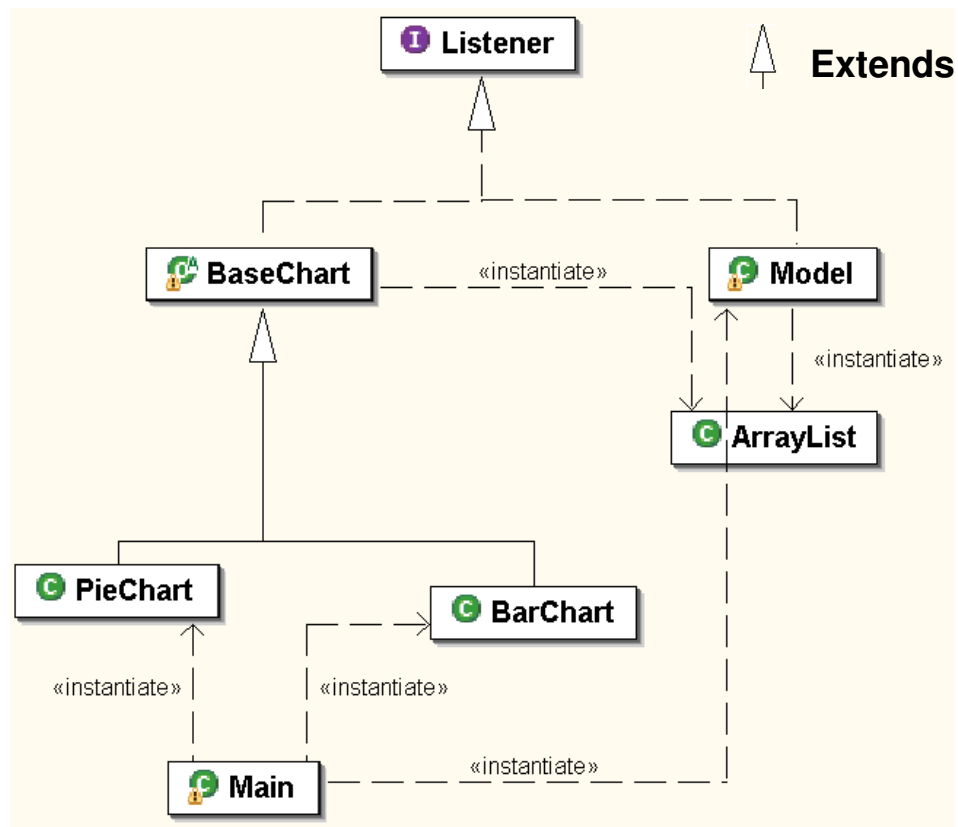 I Listener
Extends
C A BaseChart
«instantiate»
C Model
«instantiate»
C ArrayList
C PieChart
C BarChart
«instantiate»
«instantiate»
C Main
«instantiate»